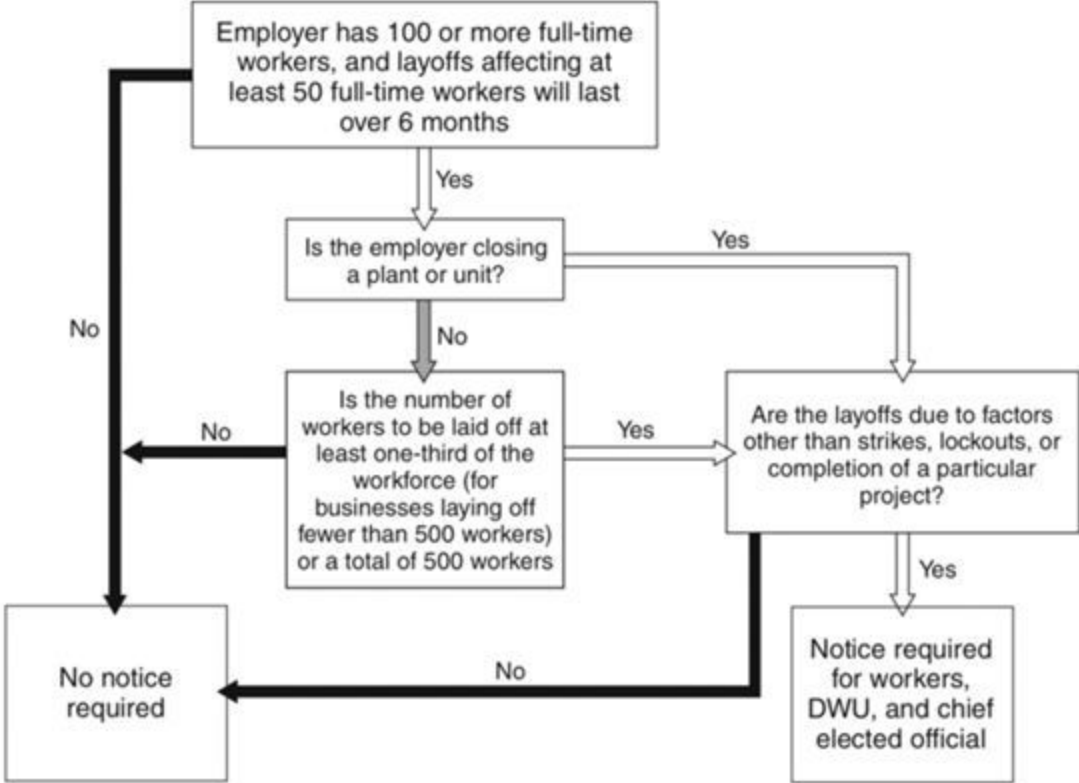 Employer has 100 or more full-time
workers, and layoffs affecting at
least 50 full-time workers will last
over 6 months
Yes
Is the employer closing
a plant or unit?
Yes
No
No
Is the number of
workers to be laid off at
least one-third of the
workforce (for
businesses laying off
fewer than 500 workers)
or a total of 500 workers
No
Yes
Are the layoffs due to factors
other than strikes, lockouts, or
completion of a particular
project?
Yes
No
No notice
required
Notice required
for workers,
DWU, and chief
elected official